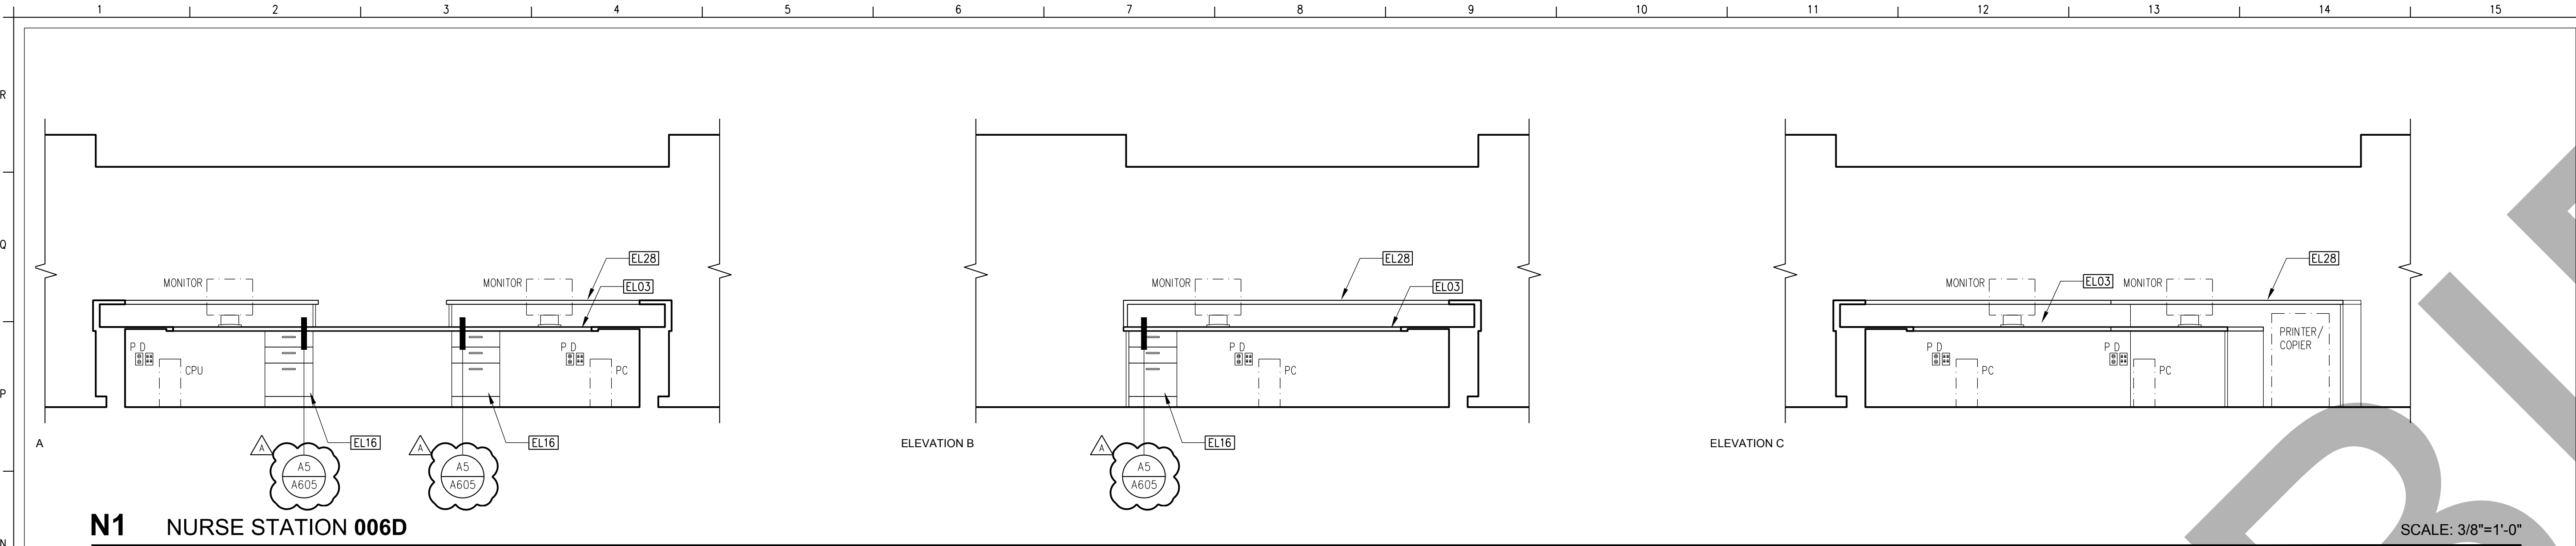 1 2 3 4 5 6 7 8 9 10 11 12 13 14 15
R
Q
P
N
EL28
MONITOR
MONITOR
EL03
P D
CPU
P D
PC
A
EL16
EL16
A
A5
A605
A
A5
A605
EL28
MONITOR
EL03
P D
PC
ELEVATION B
EL16
A
A5
A605
EL28
MONITOR
EL03
MONITOR
PRINTER/
COPIER
P D
PC
P D
PC
ELEVATION C
N1 NURSE STATION 006D
SCALE: 3/8"=1'-0"